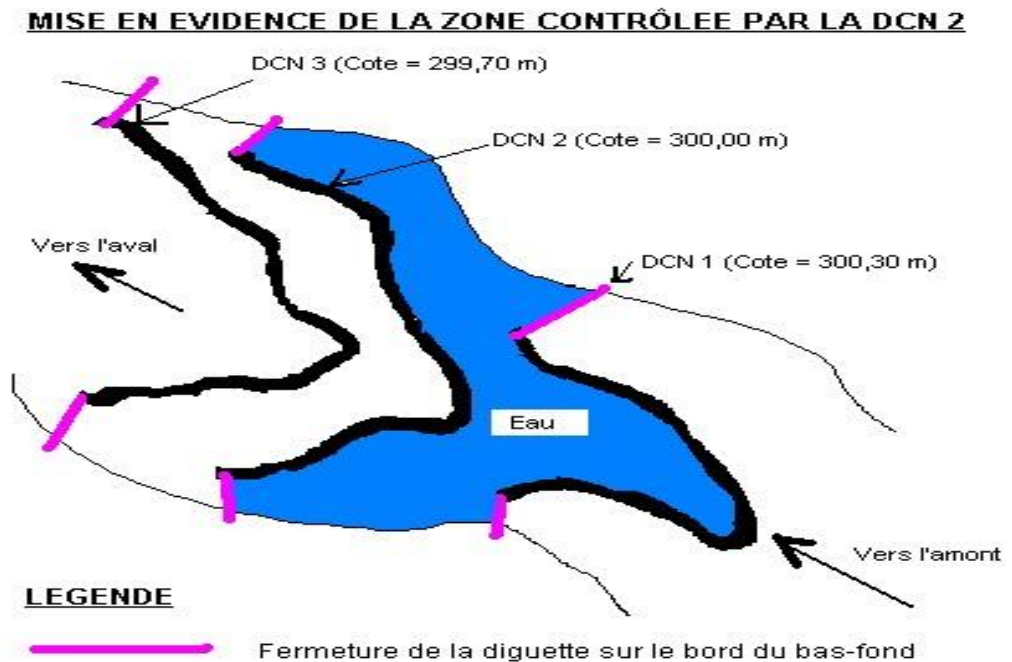 MISE EN EVIDENCE DE LA ZONE CONTRÔLEE PAR LA DCN 2
DCN 3 (Cote = 299,70 m)
DCN 2 (Cote = 300,00 m)
Vers l'aval
DCN 1 (Cote = 300,30 m)
Eau
Vers l'amont
LEGENDE
Fermeture de la diguette sur le bord du bas-fond